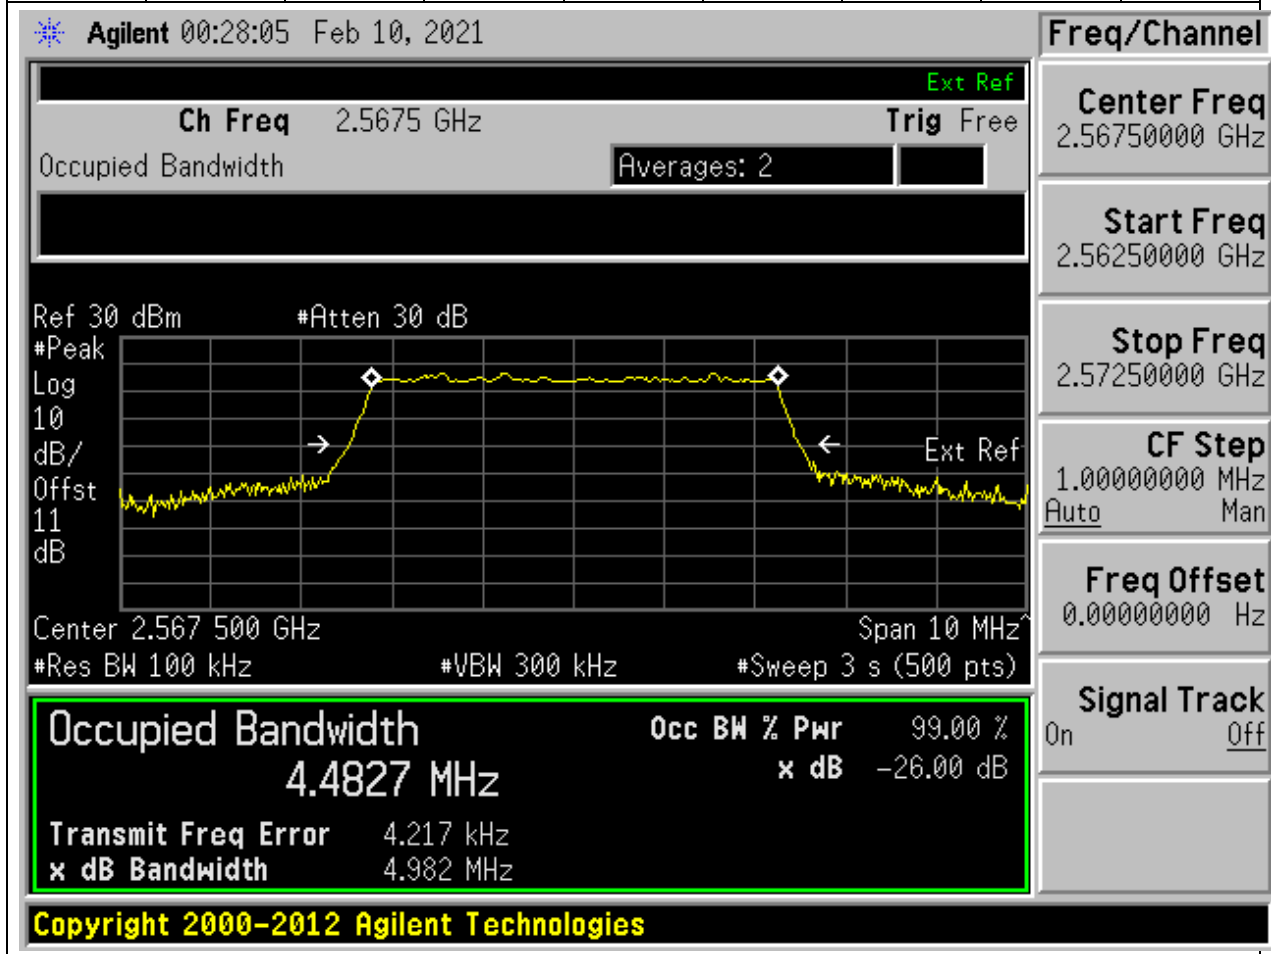 Agilent 00:28:05 Feb 10, 2021
Freq/Channel
Ext Ref
Ch Freq 2.5675 GHz Trig Free
Occupied Bandwidth Averages: 2
Center Freq
2.56750000 GHz
Start Freq
2.56250000 GHz
Stop Freq
2.57250000 GHz
CF Step
1.00000000 MHz
Auto Man
Freq Offset
0.00000000 Hz
Signal Track
On Off
Ref 30 dBm #Atten 30 dB
#Peak
Log
10
dB/
Offst
11
dB
Ext Ref
Center 2.567 500 GHz Span 10 MHz^
#Res BW 100 kHz #VBW 300 kHz #Sweep 3 s (500 pts)
Occupied Bandwidth Occ BW % Pwr 99.00 %
4.4827 MHz x dB -26.00 dB
Transmit Freq Error 4.217 kHz
x dB Bandwidth 4.982 MHz
Copyright 2000-2012 Agilent Technologies